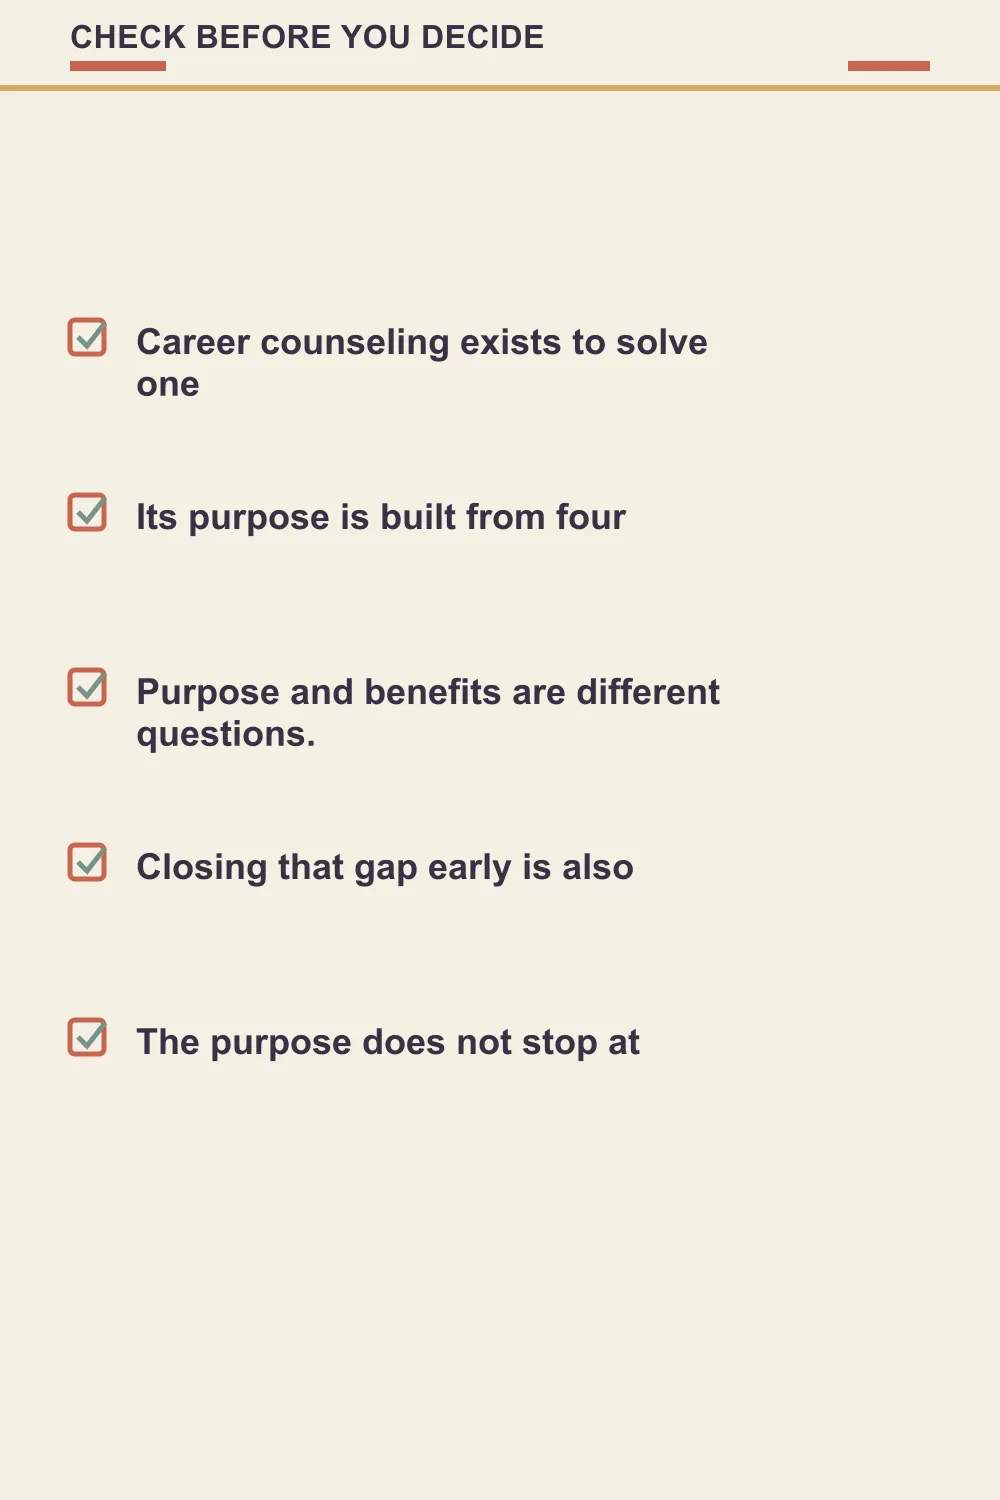 CHECK BEFORE YOU DECIDE
Career counseling exists to solve
one
Its purpose is built from four
Purpose and benefits are different
questions.
Closing that gap early is also
The purpose does not stop at